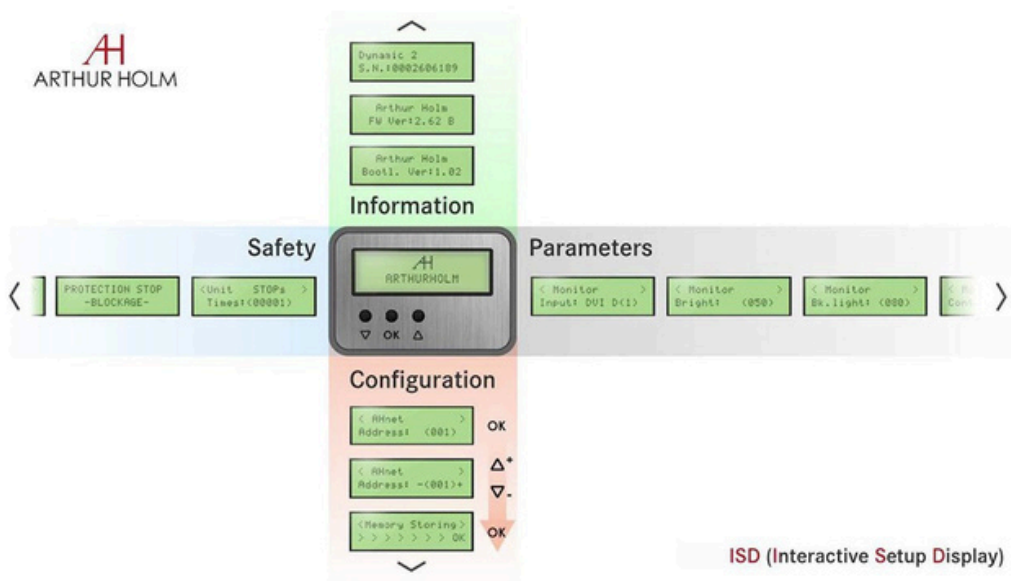 AH
ARTHUR HOLM
Dynamic 2
S.N.:0002606189
Arthur Holm
FW Ver:2.62 B
Arthur Holm
Bootl. Ver:1.02
Information
Safety
Parameters
PROTECTION STOP
-BLOCKAGE-
<Unit STOPs >
Times:(00001)
AH
ARTHURHOLM
OK
< Monitor >
Input: DVI D(1)
< Monitor >
Bright: (050)
< Monitor >
Bk.light: (080)
Configuration
< AHnet >
Address: (001)
OK
< AHnet >
Address: -(001)+
+
-
<Memory Storing>
> > > > > > > OK
OK
ISD (Interactive Setup Display)